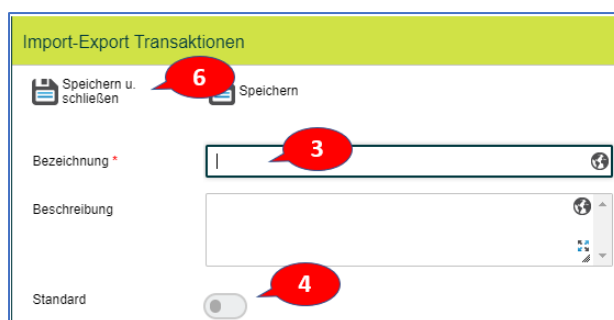 Import-Export Transaktionen
Speichern u.
schließen
6
Speichern
Bezeichnung *
3
Beschreibung
Standard
4